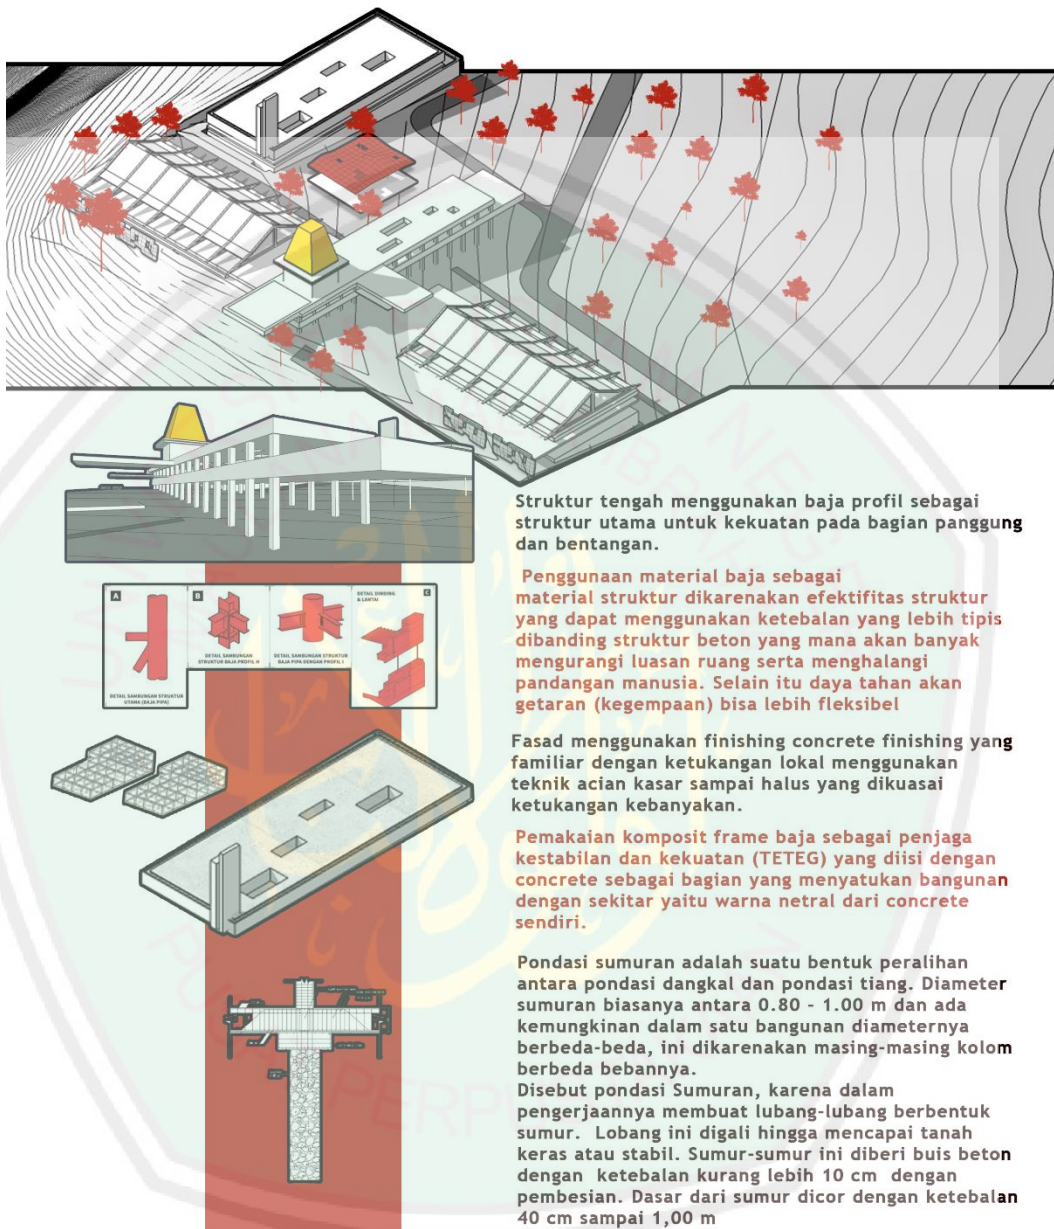 A
B
DETAIL DINDING
& LANTAI
C
DETAIL SAMBUNGAN STRUKTUR
UTAMA (BAJA PIPA)
DETAIL SAMBUNGAN
STRUKTUR BAJA PROFIL H
DETAIL SAMBUNGAN STRUKTUR
BAJA PIPA DENGAN PROFIL I
Struktur tengah menggunakan baja profil sebagai
struktur utama untuk kekuatan pada bagian panggung
dan bentangan.
Penggunaan material baja sebagai
material struktur dikarenakan efektifitas struktur
yang dapat menggunakan ketebalan yang lebih tipis
dibanding struktur beton yang mana akan banyak
mengurangi luasan ruang serta menghalangi
pandangan manusia. Selain itu daya tahan akan
getaran (kegempaan) bisa lebih fleksibel
Fasad menggunakan finishing concrete finishing yang
familiar dengan ketukangan lokal menggunakan
teknik acian kasar sampai halus yang dikuasai
ketukangan kebanyakan.
Pemakaian komposit frame baja sebagai penjaga
kestabilan dan kekuatan (TETEG) yang diisi dengan
concrete sebagai bagian yang menyatukan bangunan
dengan sekitar yaitu warna netral dari concrete
sendiri.
Pondasi sumuran adalah suatu bentuk peralihan
antara pondasi dangkal dan pondasi tiang. Diameter
sumuran biasanya antara 0.80 - 1.00 m dan ada
kemungkinan dalam satu bangunan diameternya
berbeda-beda, ini dikarenakan masing-masing kolom
berbeda bebannya.
Disebut pondasi Sumuran, karena dalam
pengerjaannya membuat lubang-lubang berbentuk
sumur. Lobang ini digali hingga mencapai tanah
keras atau stabil. Sumur-sumur ini diberi buis beton
dengan ketebalan kurang lebih 10 cm dengan
pembesian. Dasar dari sumur dicor dengan ketebalan
40 cm sampai 1,00 m